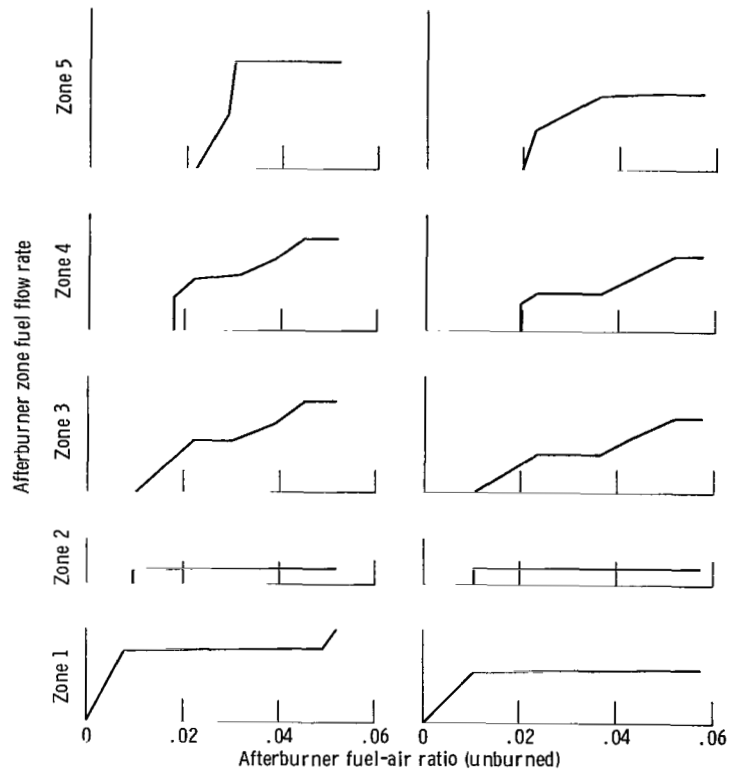 Zone 5
Zone 4
Zone 3
Zone 2
Zone 1
Afterburner zone fuel flow rate
0 .02 .04 .06 0 .02 .04 .06
Afterburner fuel-air ratio (unburned)